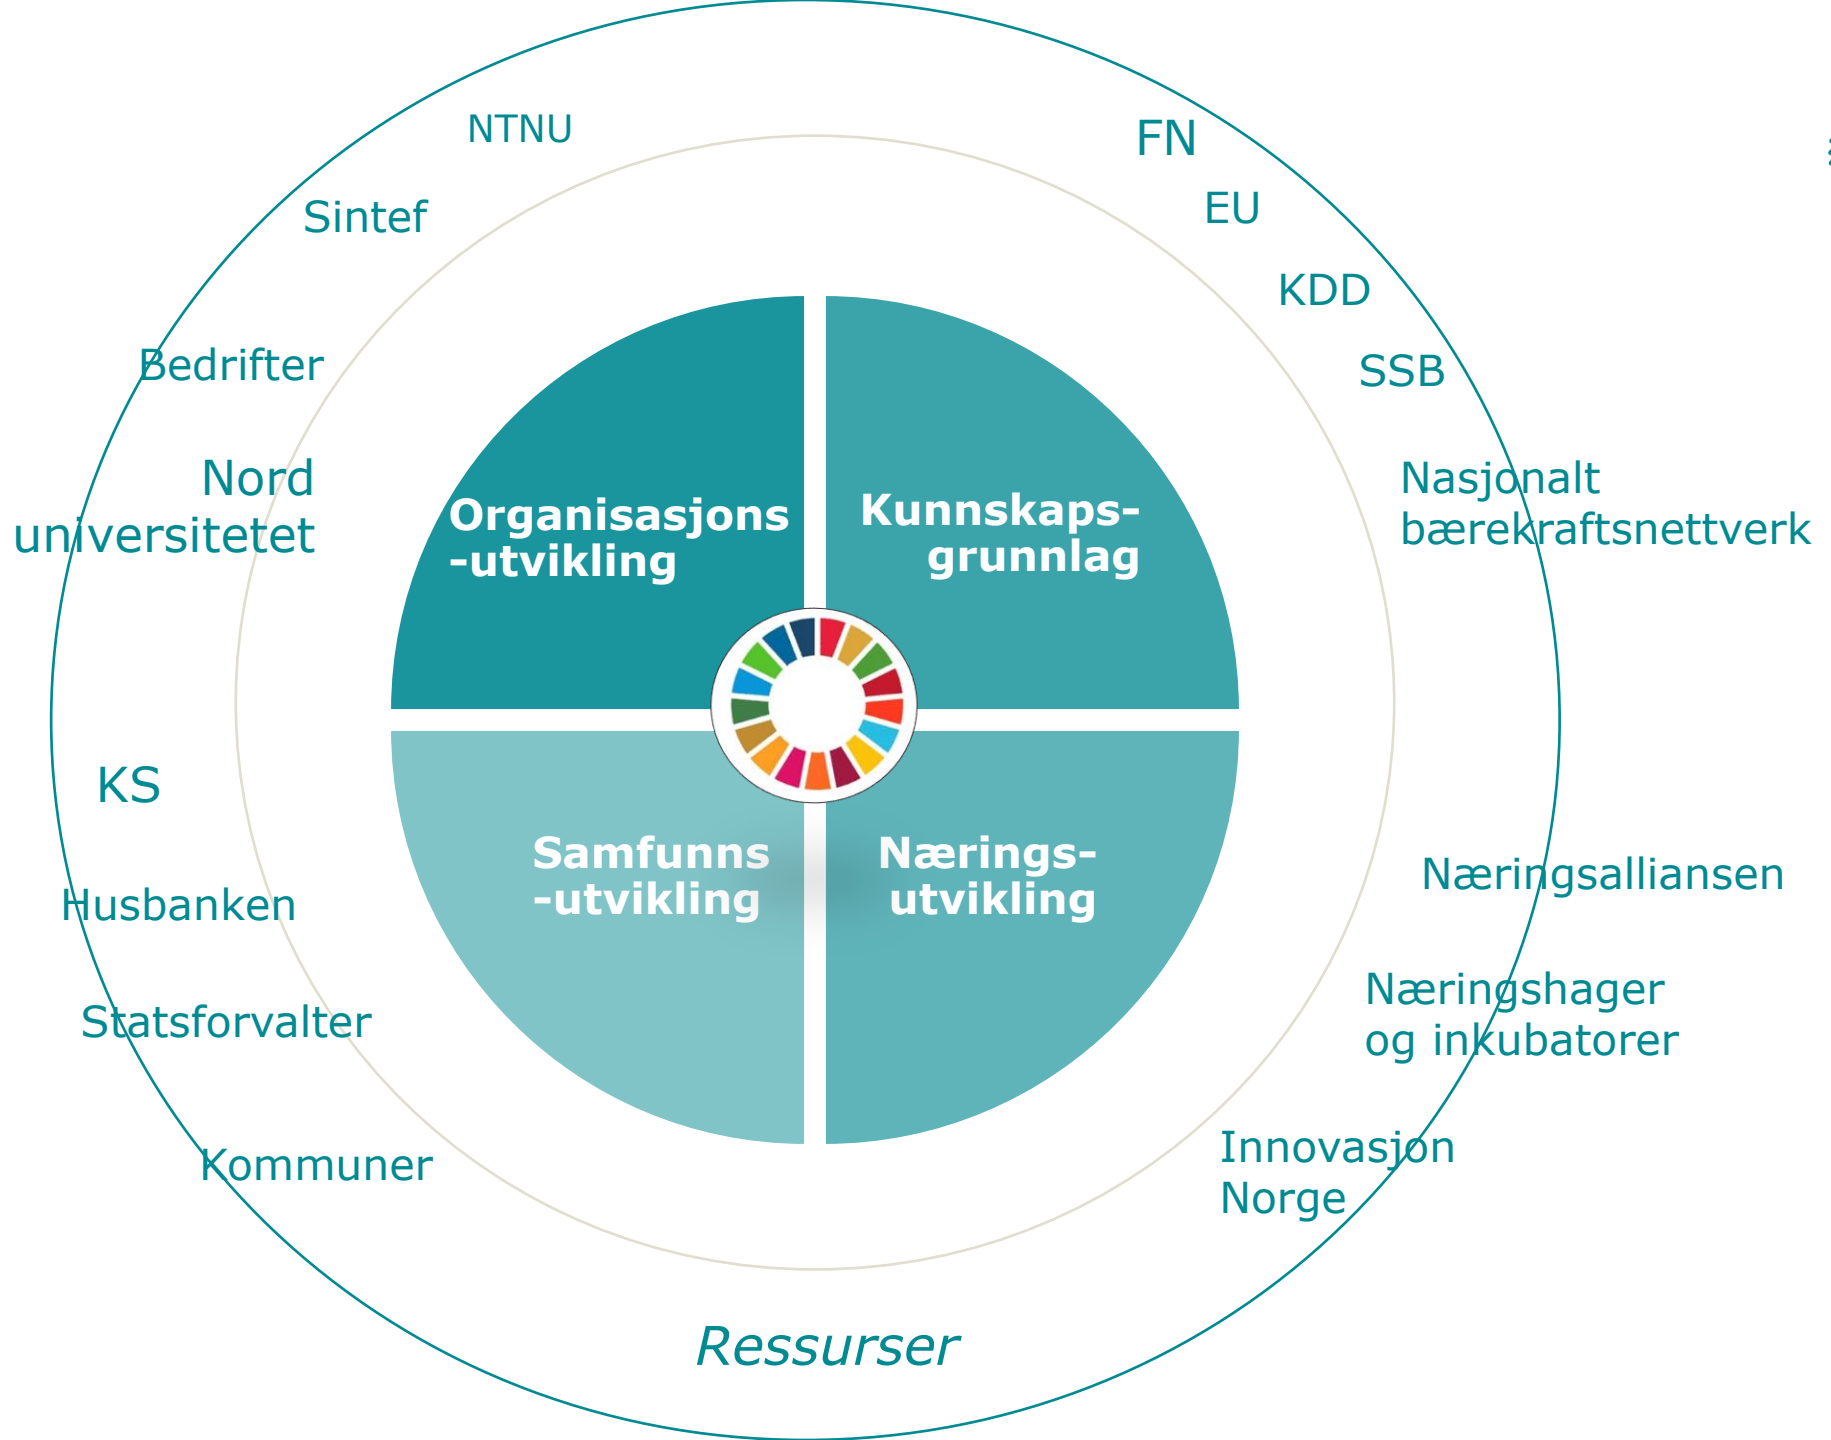 NTNU
FN
Sintef
EU
KDD
Bedrifter
SSB
Nord
universitetet
Nasjonalt
bærekraftsnettverk
Organisasjons
-utvikling
Kunnskaps-
grunnlag
KS
Samfunns
-utvikling
Nærings-
utvikling
Næringsalliansen
Husbanken
Næringshager
og inkubatorer
Statsforvalter
Kommuner
Innovasjon
Norge
Ressurser